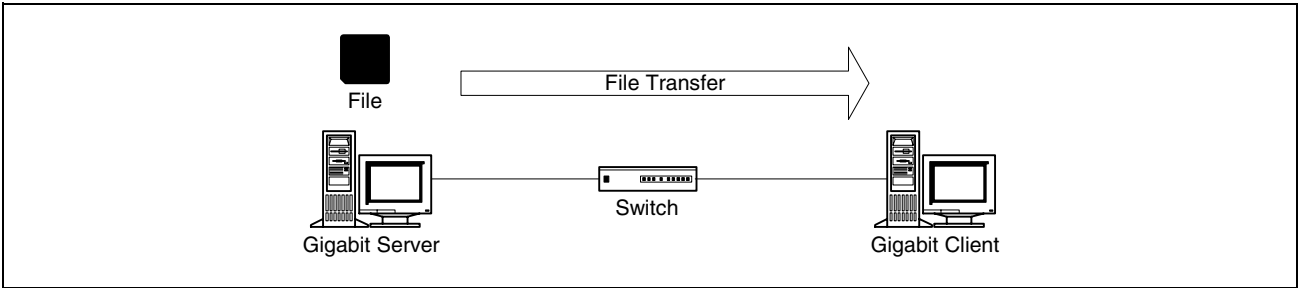 File Transfer
File
Switch
Gigabit Server
Gigabit Client